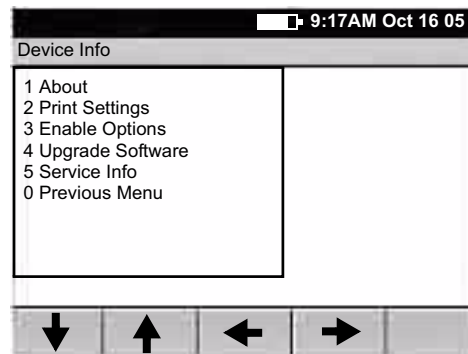 9:17AM Oct 16 05
Device Info
1 About
2 Print Settings
3 Enable Options
4 Upgrade Software
5 Service Info
0 Previous Menu